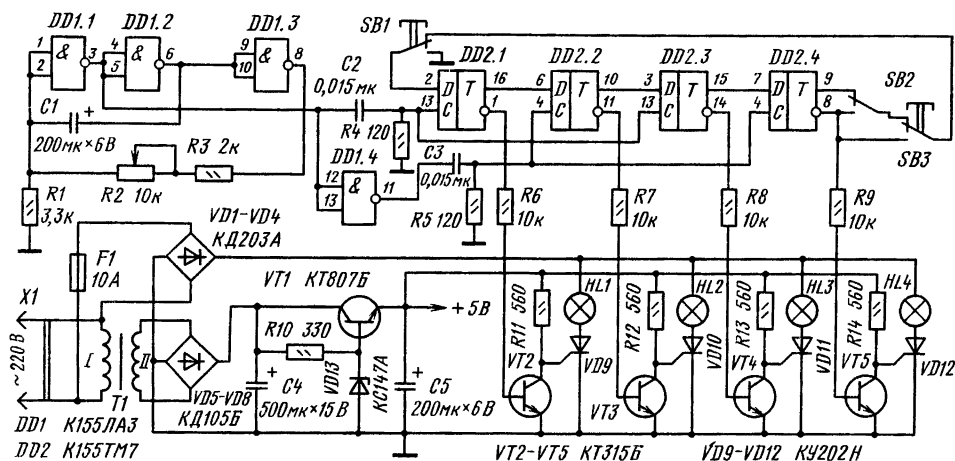 DD1.1 DD1.2 DD1.3
1 2 & 3 4 5 & 6 9 10 & 8
SB1
DD2.1 DD2.2 DD2.3 DD2.4
2 D T 16 6 D T 10 3 D T 15 7 D T 9
13 C 1 4 C 11 13 C 14 4 C 8
SB2
SB3
C1 +
200мк×6В
C2
0,015мк
R4 120
DD1.4
12 13 & 11
C3
0,015мк
R5 120
R1
3,3к
R2 10к
R3 2к
R6
10к
R7
10к
R8
10к
R9
10к
VD1-VD4
КД203А
F1
10А
X1
~220В
I
II
T1
VD5-VD8
КД105Б
VT1 КТ807Б
+5В
R10 330
VD13
КС147А
+ C4
500мк×15В
+ C5
200мк×6В
R11 560
HL1
VT2
VD9
R12 560
HL2
VT3
VD10
R13 560
HL3
VT4
VD11
R14 560
HL4
VT5
VD12
DD1 К155ЛА3
DD2 К155ТМ7
VT2-VT5 КТ315Б
VD9-VD12 КУ202Н